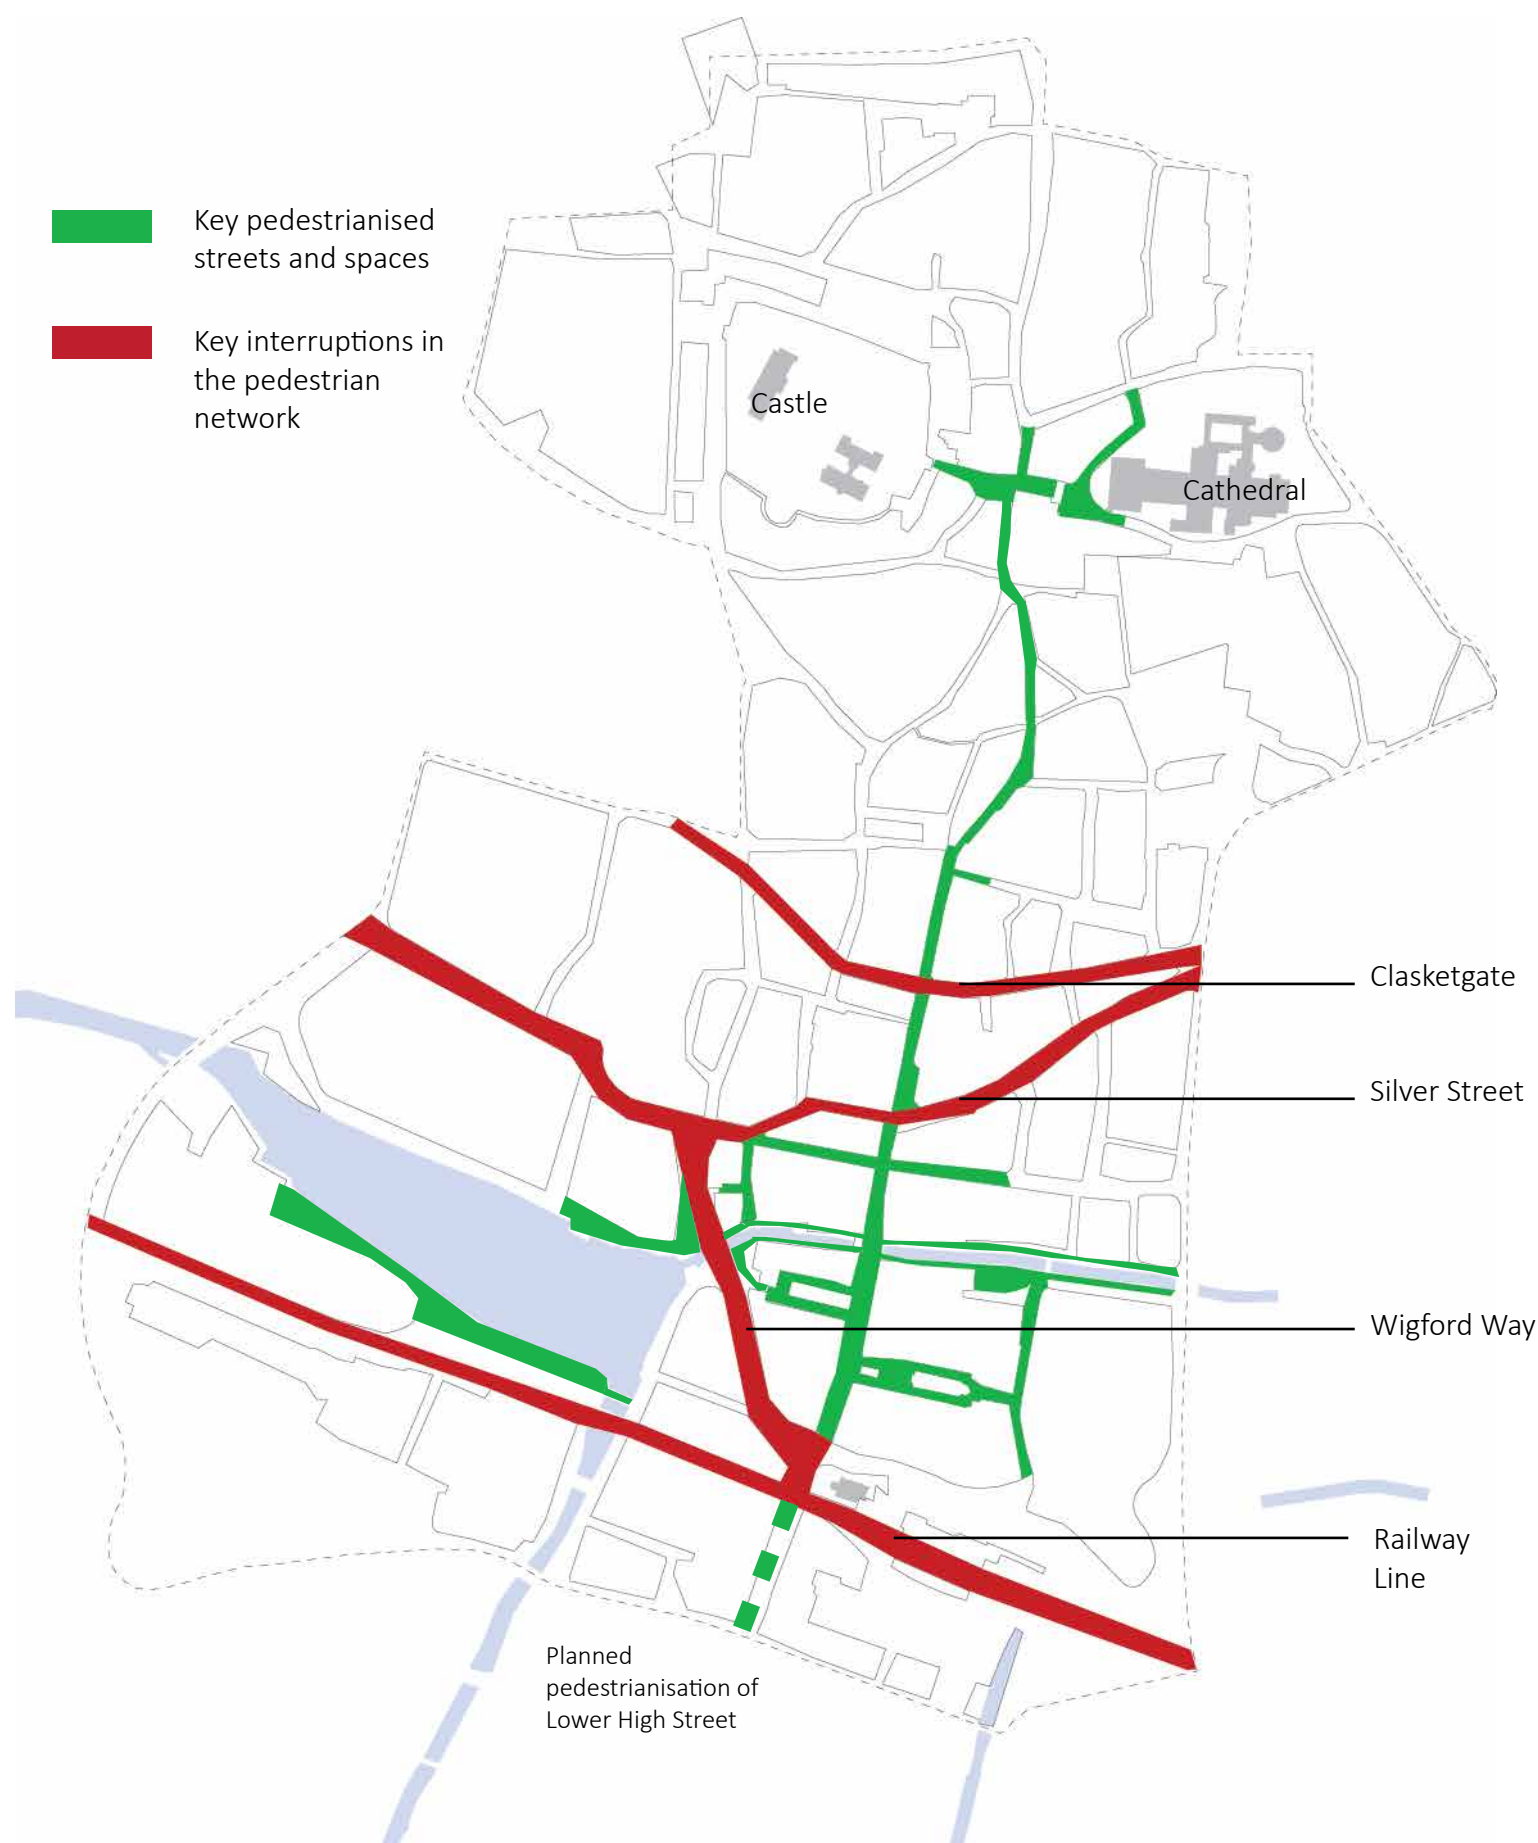 Key pedestrianised
streets and spaces
Key interruptions in
the pedestrian
network
Castle
Cathedral
Clasketgate
Silver Street
Wigford Way
Railway
Line
Planned
pedestrianisation of
Lower High Street